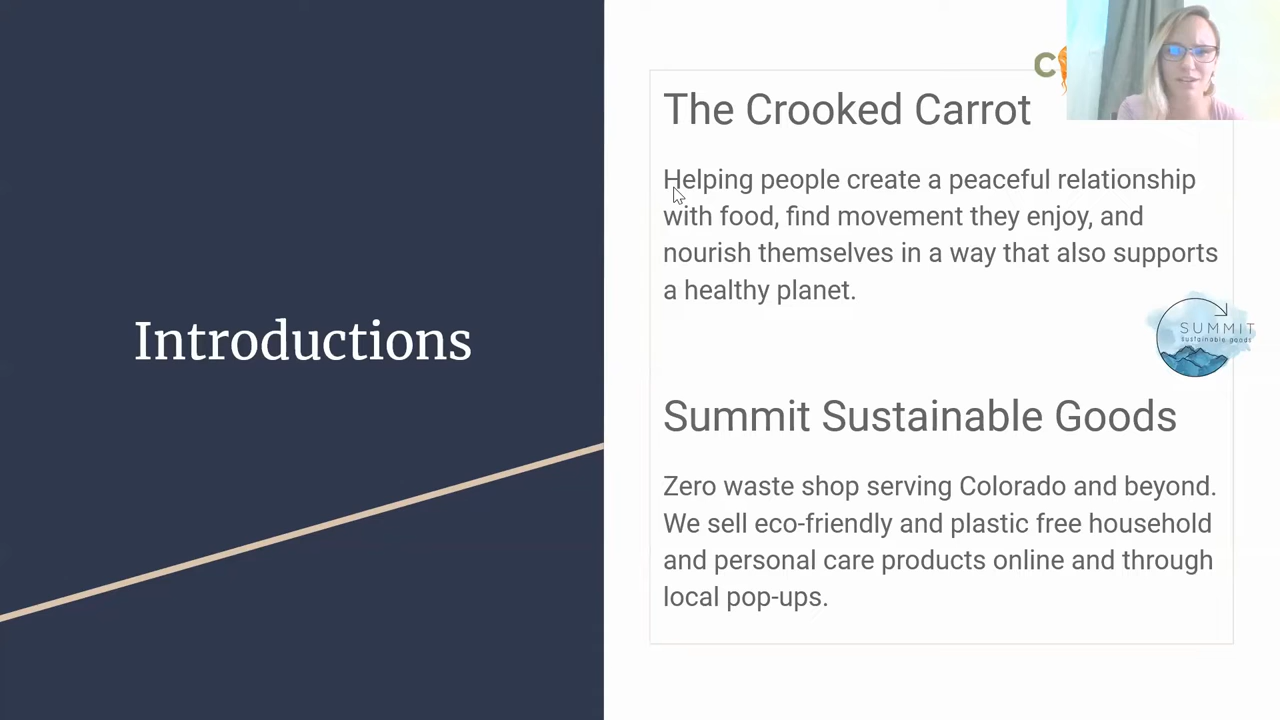 The Crooked Carrot
Helping people create a peaceful relationship
with food, find movement they enjoy, and
nourish themselves in a way that also supports
a healthy planet.
Introductions
SUMMIT
sustainable goods
Summit Sustainable Goods
Zero waste shop serving Colorado and beyond.
We sell eco-friendly and plastic free household
and personal care products online and through
local pop-ups.